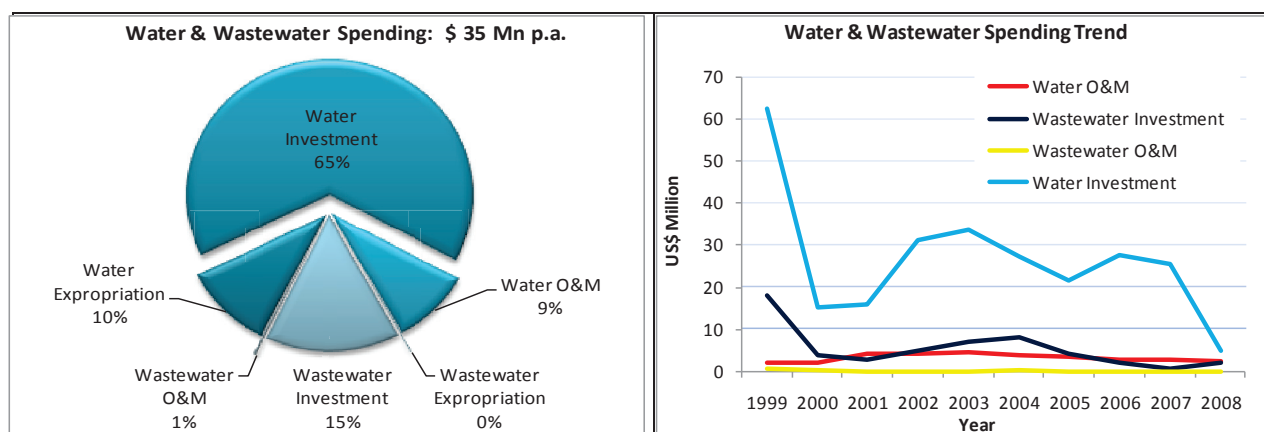 Water & Wastewater Spending: $ 35 Mn p.a.
Water
Investment
65%
Water
Expropriation
10%
Water O&M
9%
Wastewater
O&M
1%
Wastewater
Investment
15%
Wastewater
Expropriation
0%
Water & Wastewater Spending Trend
US$ Million
70
60
50
40
30
20
10
0
Water O&M
Wastewater Investment
Wastewater O&M
Water Investment
1999 2000 2001 2002 2003 2004 2005 2006 2007 2008
Year